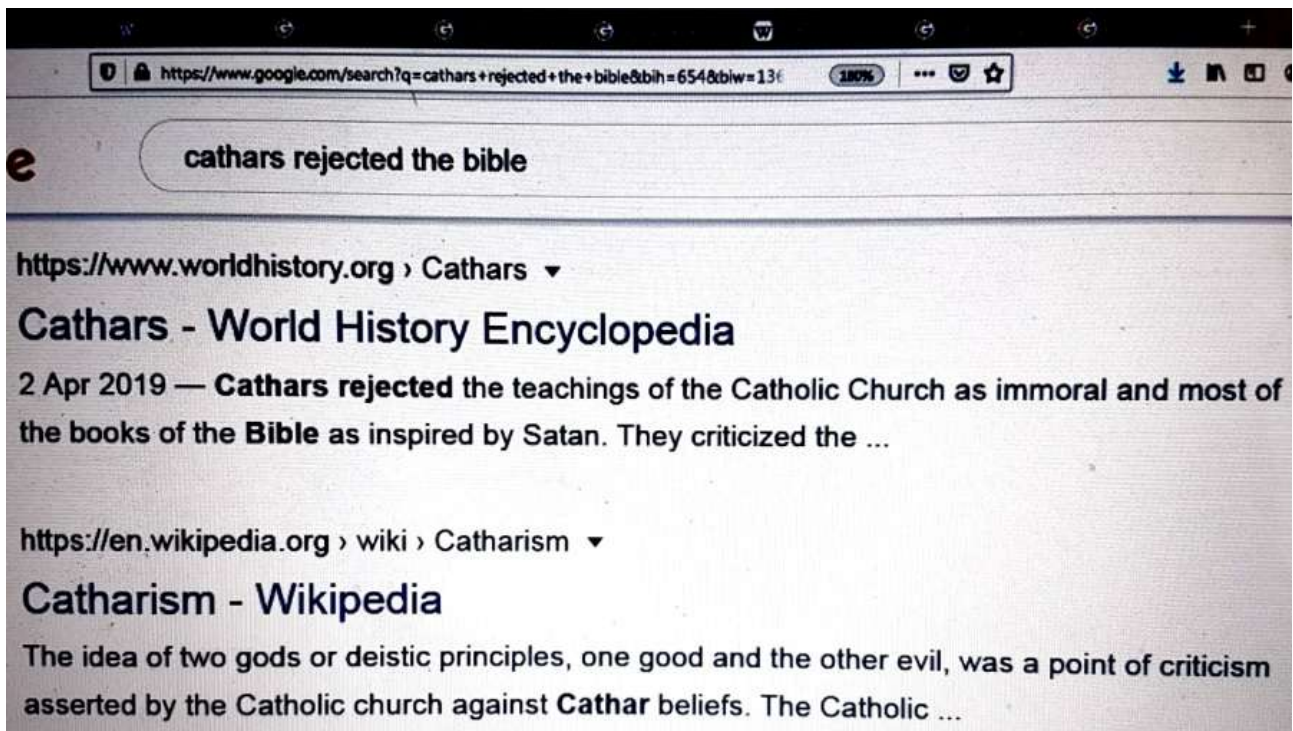 https://www.google.com/search?q=cathars+rejected+the+bible&bih=654&biw=136
180%
e
cathars rejected the bible
https://www.worldhistory.org › Cathars
Cathars - World History Encyclopedia
2 Apr 2019 — Cathars rejected the teachings of the Catholic Church as immoral and most of
the books of the Bible as inspired by Satan. They criticized the ...
https://en.wikipedia.org › wiki › Catharism
Catharism - Wikipedia
The idea of two gods or deistic principles, one good and the other evil, was a point of criticism
asserted by the Catholic church against Cathar beliefs. The Catholic ...